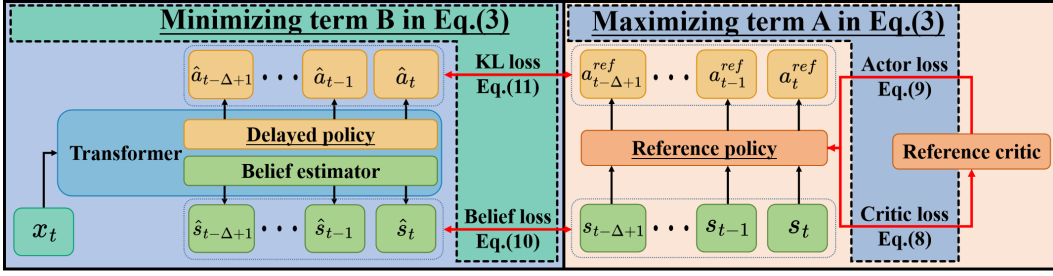 Minimizing term B in Eq.(3)
Maximizing term A in Eq.(3)
â_{t-Δ+1} • • • â_{t-1} â_t
KL loss
Eq.(11)
a^{ref}_{t-Δ+1} • • • a^{ref}_{t-1} a^{ref}_t
Actor loss
Eq.(9)
Transformer
Delayed policy
Belief estimator
Reference policy
Reference critic
x_t
ŝ_{t-Δ+1} • • • ŝ_{t-1} ŝ_t
Belief loss
Eq.(10)
s_{t-Δ+1} • • • s_{t-1} s_t
Critic loss
Eq.(8)